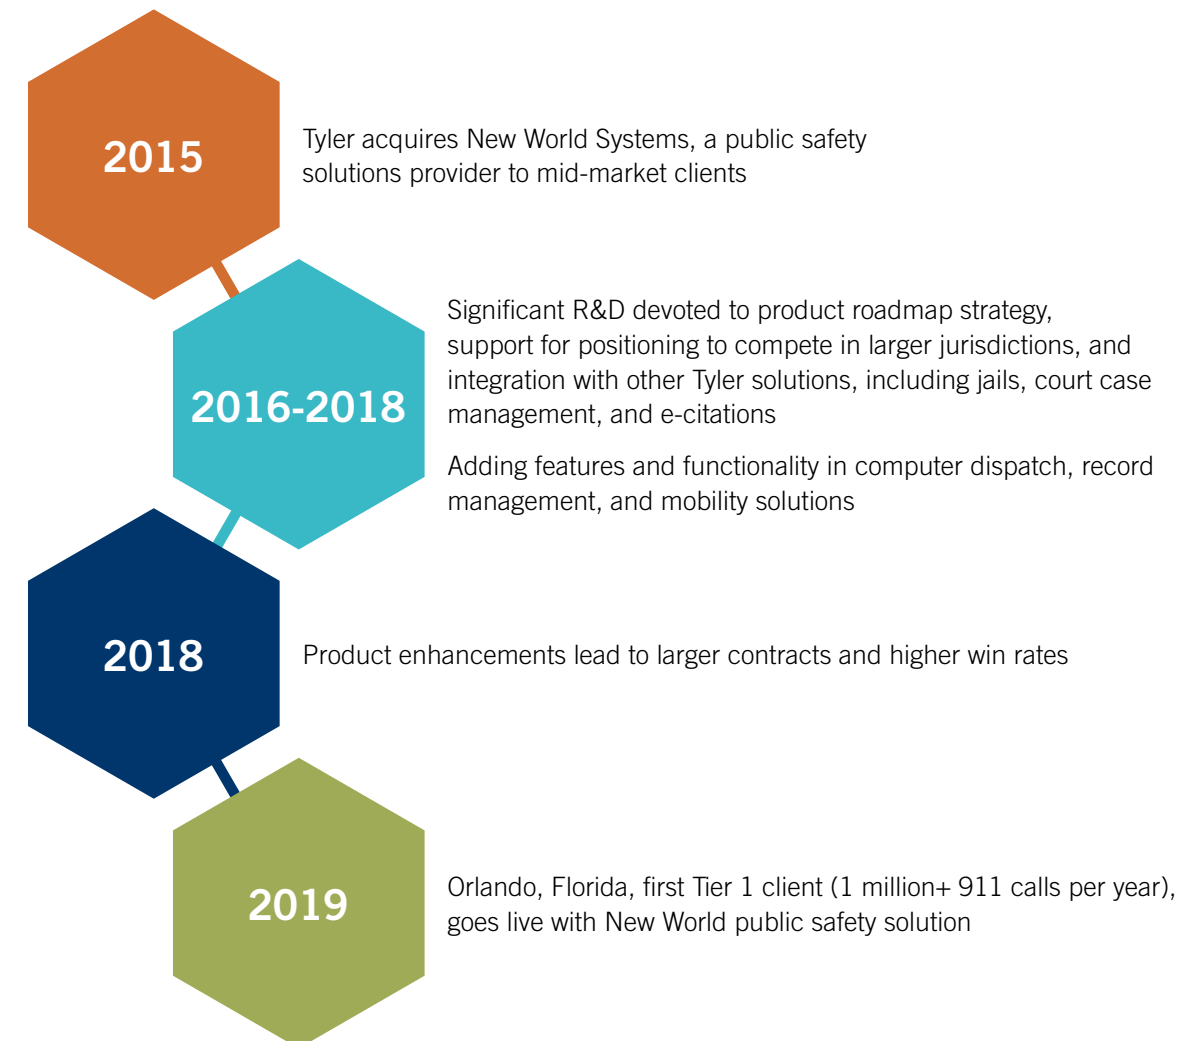 2015
Tyler acquires New World Systems, a public safety
solutions provider to mid-market clients
2016-2018
Significant R&D devoted to product roadmap strategy,
support for positioning to compete in larger jurisdictions, and
integration with other Tyler solutions, including jails, court case
management, and e-citations
Adding features and functionality in computer dispatch, record
management, and mobility solutions
2018
Product enhancements lead to larger contracts and higher win rates
2019
Orlando, Florida, first Tier 1 client (1 million+ 911 calls per year),
goes live with New World public safety solution